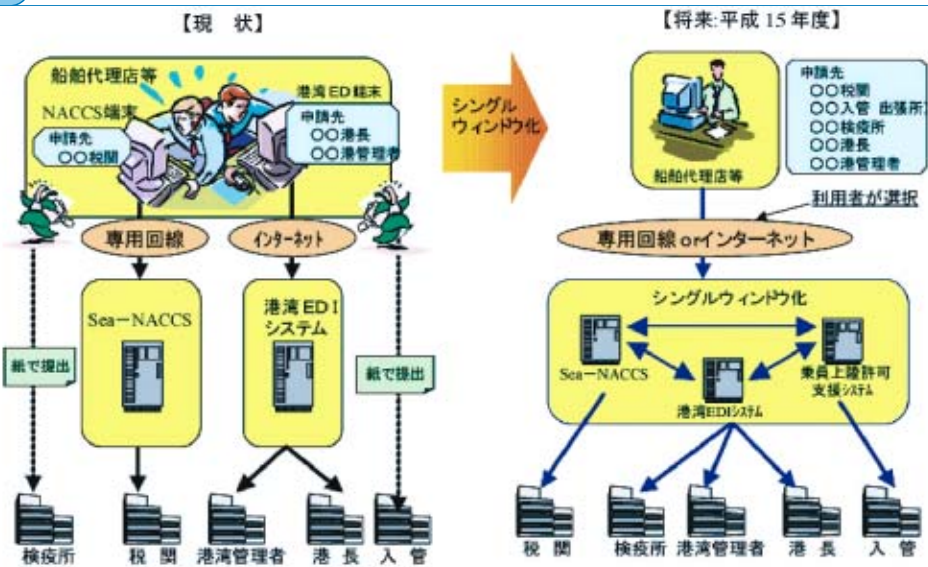 【現　状】
船舶代理店等
NACCS端末
申請先
○○税関
港湾ED 端末
申請先
○○港長
○○港管理者
専用回線
インターネット
Sea－NACCS
港湾EDI
システム
紙で提出
紙で提出
検疫所
税　関
港湾管理者
港　長
入　管
シングル
ウィンドウ化
【将来:平成 15 年度】
船舶代理店等
申請先
○○税関
○○入管 出張所
○○検疫所
○○港長
○○港管理者
利用者が選択
専用回線 orインターネット
シングルウィンドウ化
Sea－NACCS
港湾EDIシステム
乗員上陸許可
支援システム
税　関
検疫所
港湾管理者
港　長
入　管